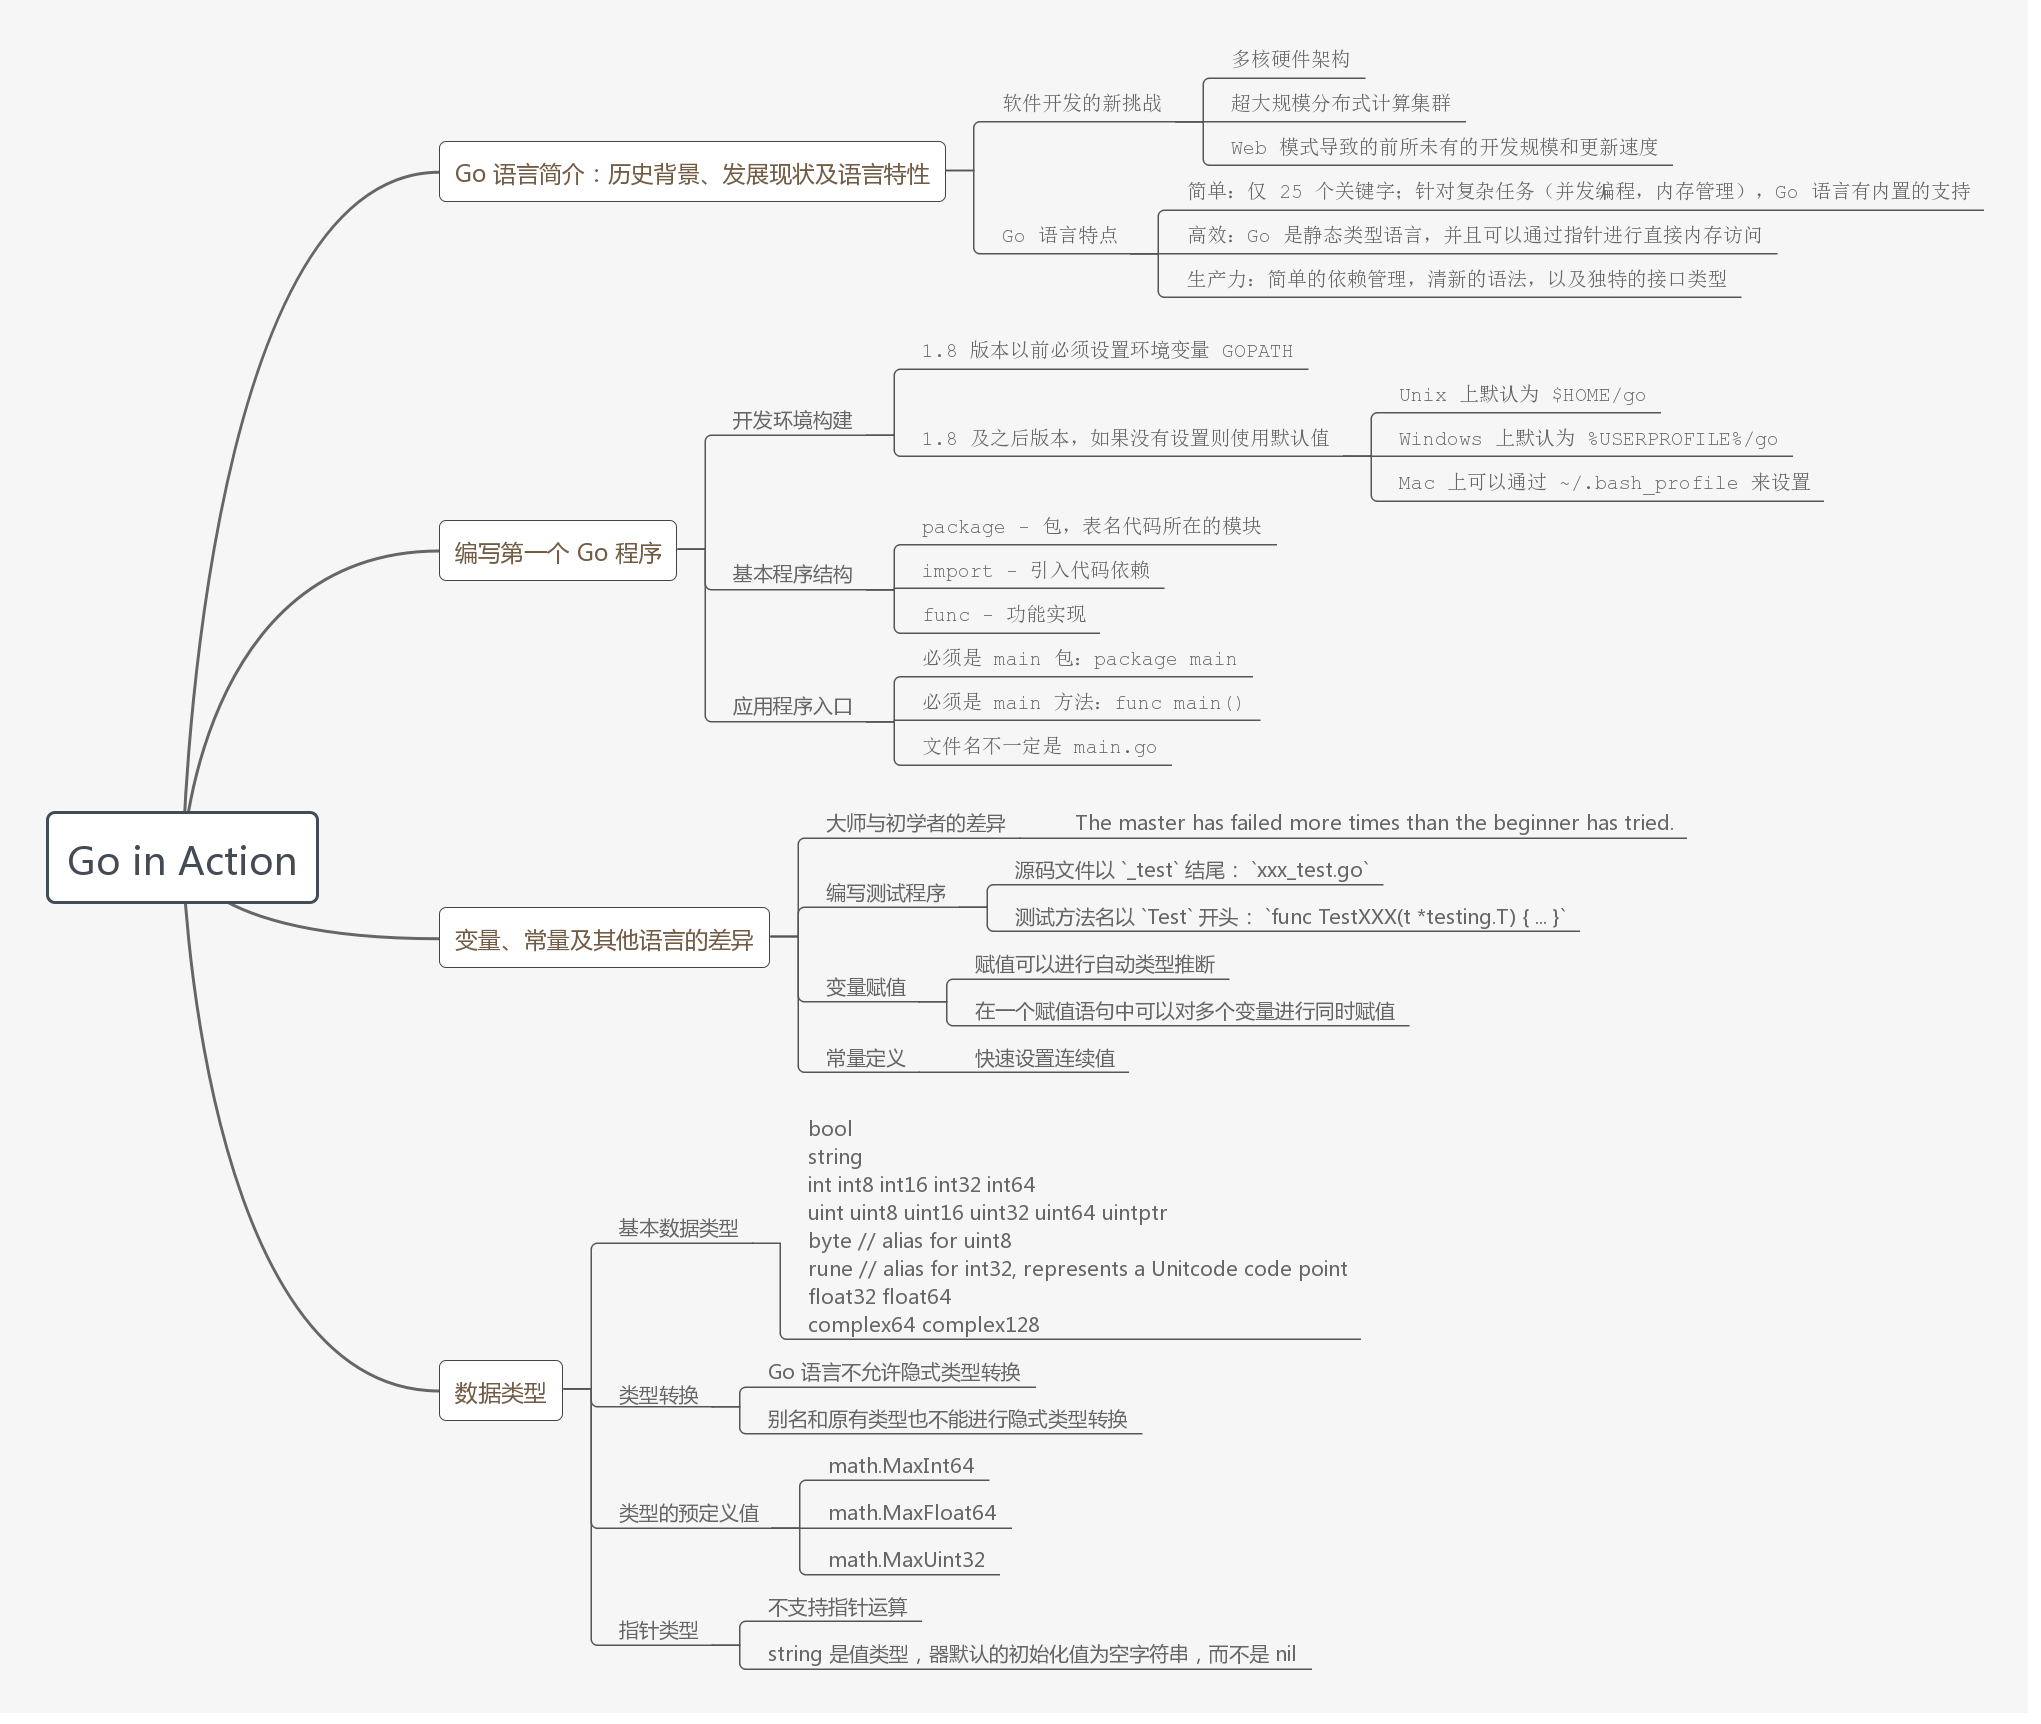 Go in Action
Go 语言简介：历史背景、发展现状及语言特性
软件开发的新挑战
多核硬件架构
超大规模分布式计算集群
Web 模式导致的前所未有的开发规模和更新速度
Go 语言特点
简单：仅 25 个关键字；针对复杂任务（并发编程，内存管理），Go 语言有内置的支持
高效：Go 是静态类型语言，并且可以通过指针进行直接内存访问
生产力：简单的依赖管理，清新的语法，以及独特的接口类型
编写第一个 Go 程序
开发环境构建
1.8 版本以前必须设置环境变量 GOPATH
1.8 及之后版本，如果没有设置则使用默认值
Unix 上默认为 $HOME/go
Windows 上默认为 %USERPROFILE%/go
Mac 上可以通过 ~/.bash_profile 来设置
基本程序结构
package - 包，表名代码所在的模块
import - 引入代码依赖
func - 功能实现
应用程序入口
必须是 main 包：package main
必须是 main 方法：func main()
文件名不一定是 main.go
变量、常量及其他语言的差异
大师与初学者的差异
The master has failed more times than the beginner has tried.
编写测试程序
源码文件以 `_test` 结尾： `xxx_test.go`
测试方法名以 `Test` 开头： `func TestXXX(t *testing.T) { ... }`
变量赋值
赋值可以进行自动类型推断
在一个赋值语句中可以对多个变量进行同时赋值
常量定义
快速设置连续值
数据类型
基本数据类型
bool
string
int int8 int16 int32 int64
uint uint8 uint16 uint32 uint64 uintptr
byte // alias for uint8
rune // alias for int32, represents a Unitcode code point
float32 float64
complex64 complex128
类型转换
Go 语言不允许隐式类型转换
别名和原有类型也不能进行隐式类型转换
类型的预定义值
math.MaxInt64
math.MaxFloat64
math.MaxUint32
指针类型
不支持指针运算
string 是值类型，器默认的初始化值为空字符串，而不是 nil